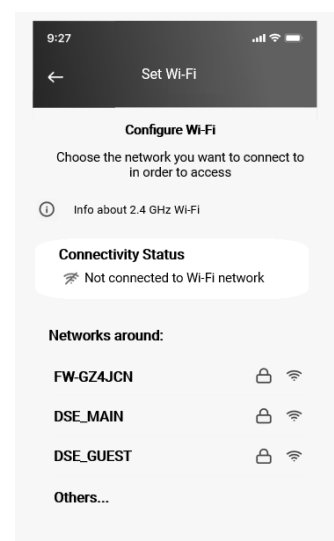 9:27
Set Wi-Fi
Configure Wi-Fi
Choose the network you want to connect to
in order to access
Info about 2.4 GHz Wi-Fi
Connectivity Status
Not connected to Wi-Fi network
Networks around:
FW-GZ4JCN
DSE_MAIN
DSE_GUEST
Others...